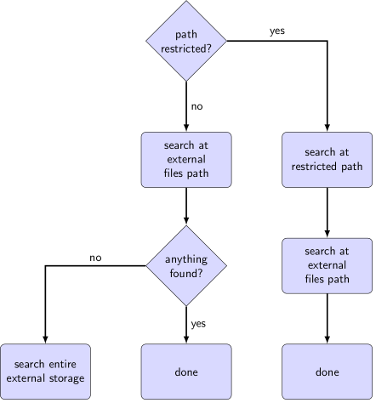 path
restricted?
yes
no
search at
external
files path
search at
restricted path
anything
found?
search at
external
files path
no
yes
search entire
external storage
done
done